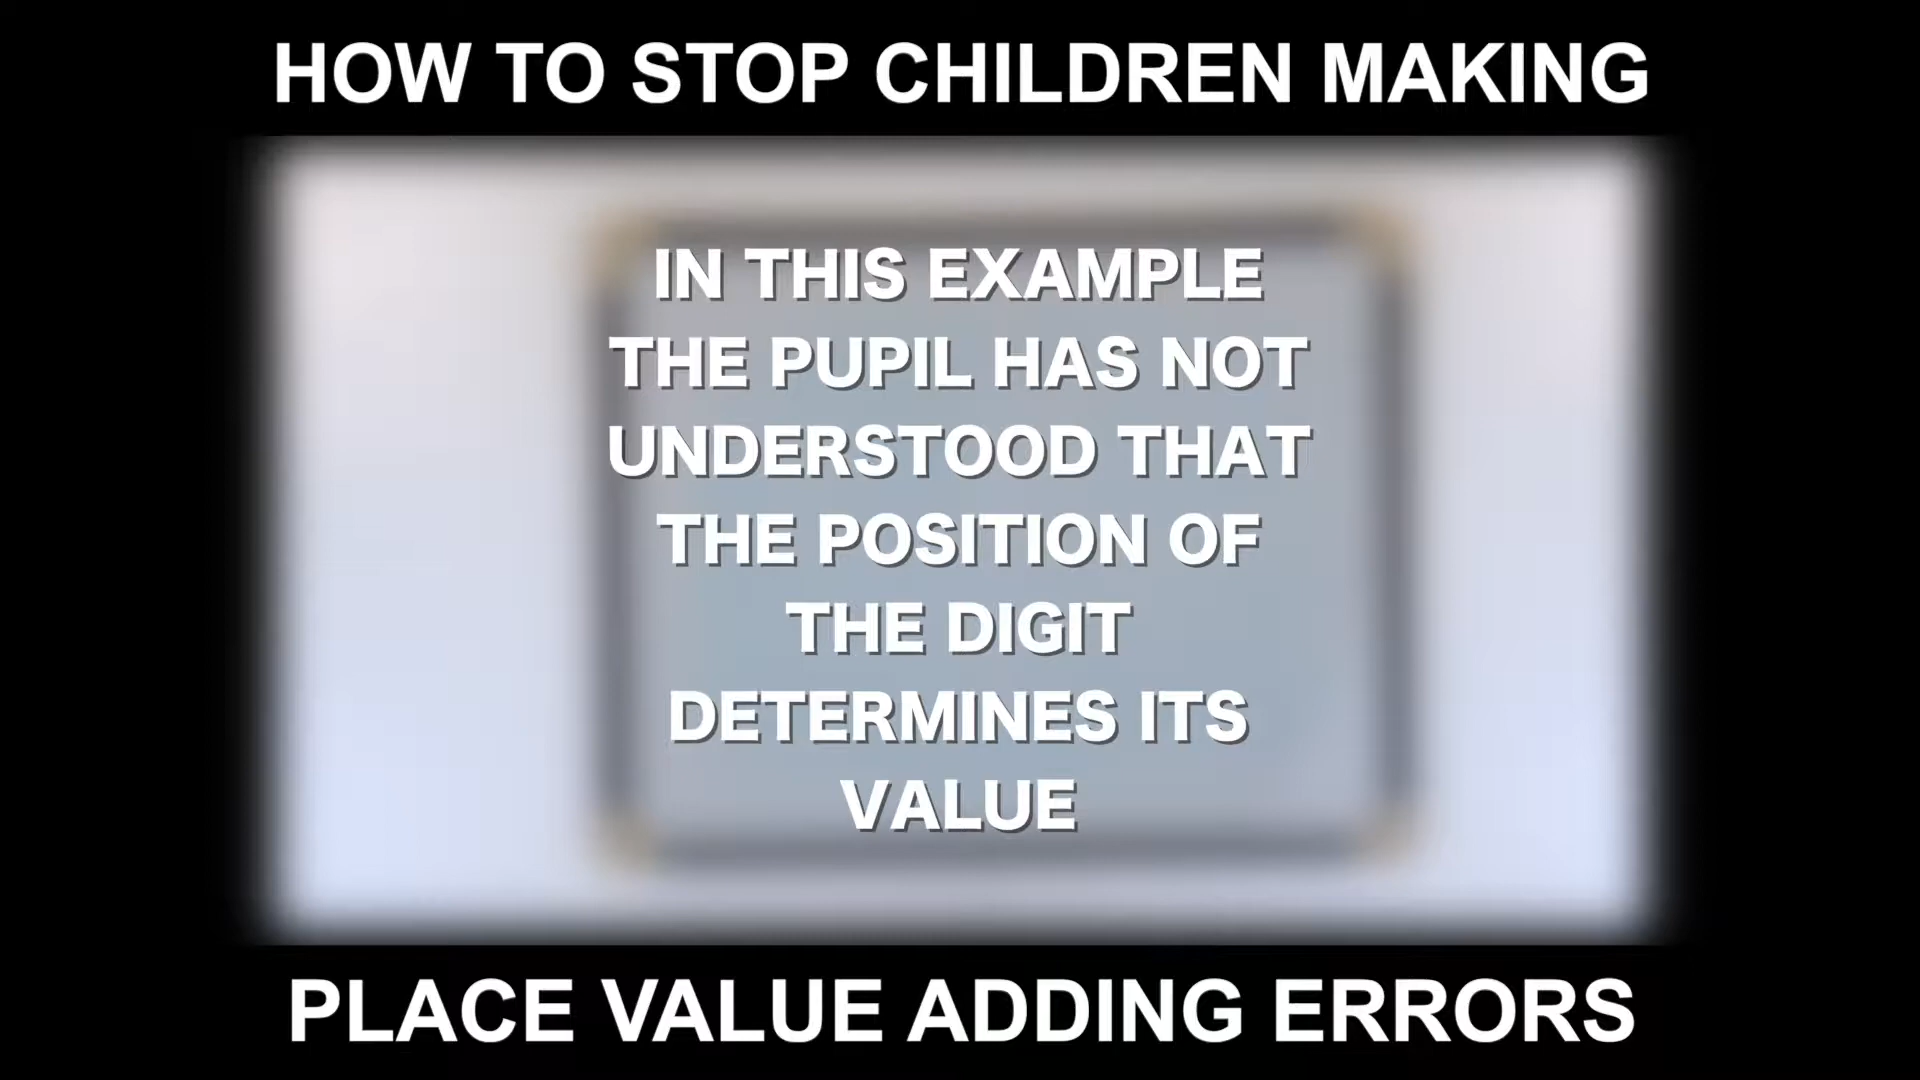 HOW TO STOP CHILDREN MAKING
IN THIS EXAMPLE
THE PUPIL HAS NOT
UNDERSTOOD THAT
THE POSITION OF
THE DIGIT
DETERMINES ITS
VALUE
PLACE VALUE ADDING ERRORS